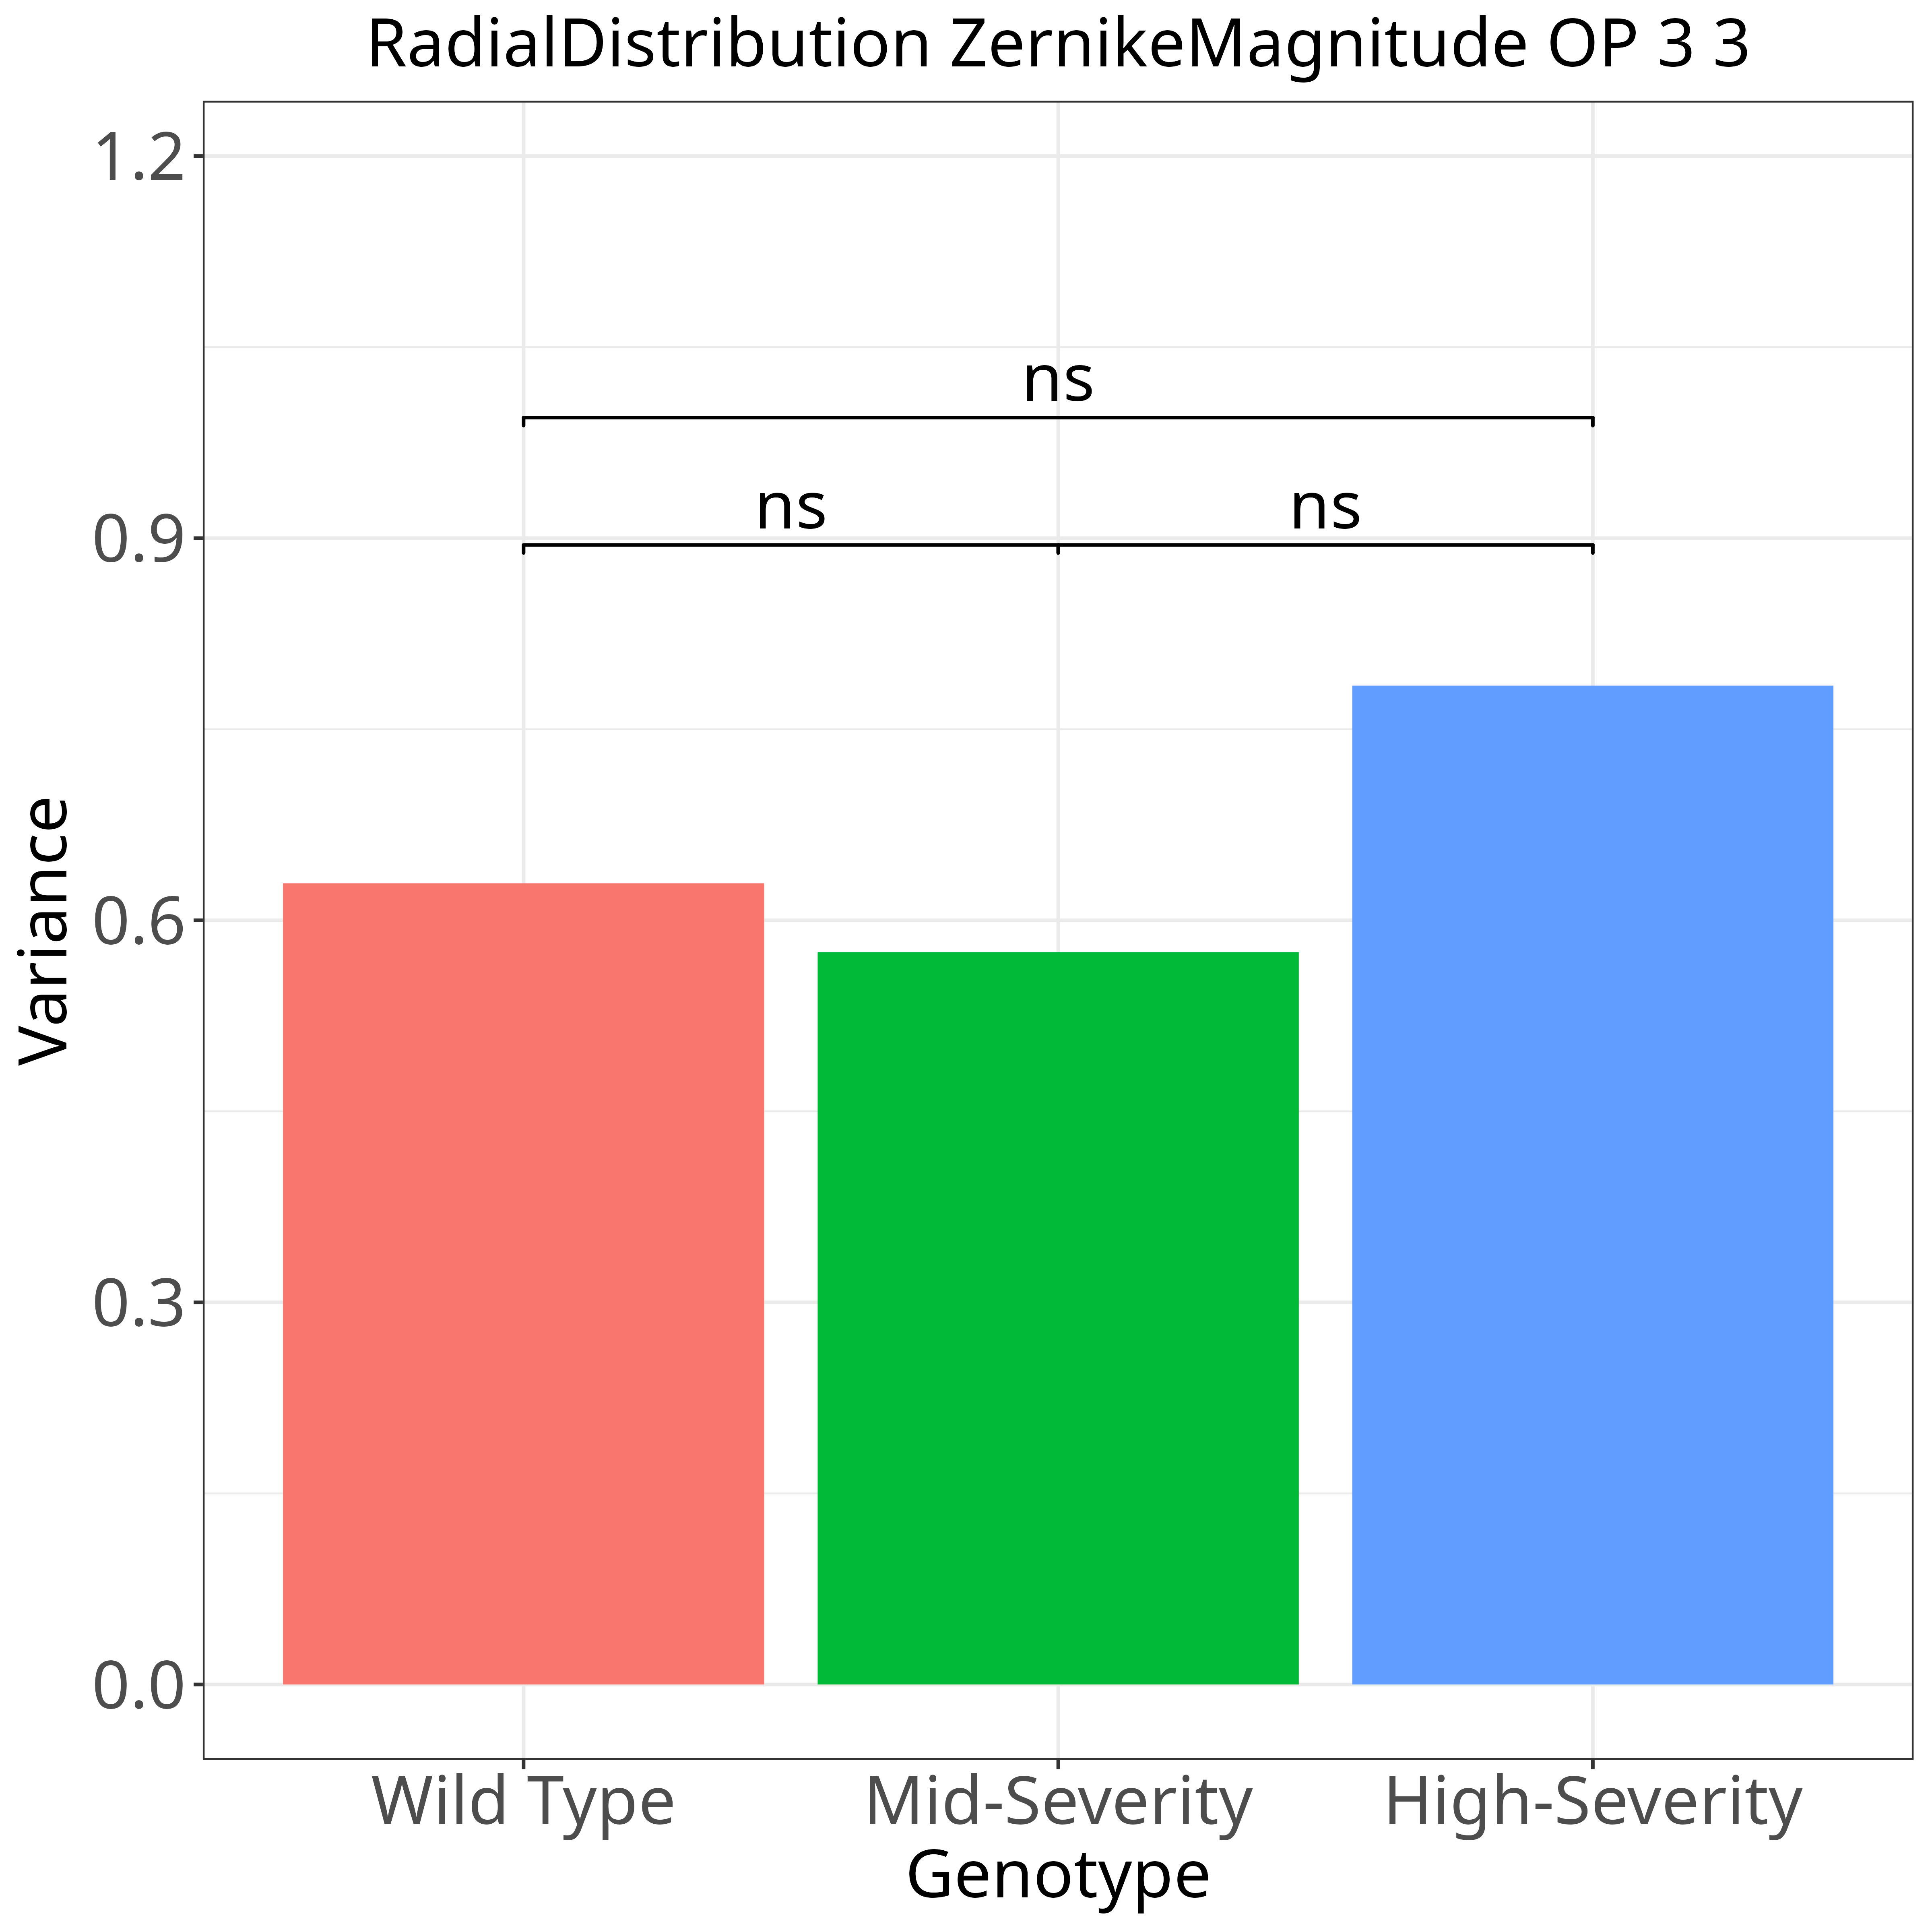 RadialDistribution ZernikeMagnitude OP 3 3
1.2
ns
0.9
ns ns
Variance
0.6
0.3
0.0
Wild Type Mid-Severity High-Severity
Genotype